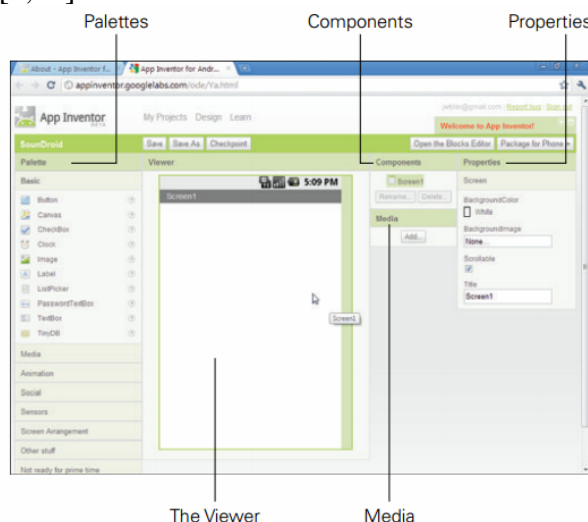 Palettes
Components
Properties
About - App Inventor f...
App Inventor for Andr...
appinventor.googlelabs.com/ode/Ya.html
App Inventor
BETA
My Projects Design Learn
Report bug Sign out
Welcome to App Inventor!
SounDroid
Save
Save As
Checkpoint
Open the Blocks Editor
Package for Phone
Palette
Viewer
Components
Properties
Basic
Button
Canvas
CheckBox
Clock
Image
Label
ListPicker
PasswordTextBox
TextBox
TinyDB
Media
Animation
Social
Sensors
Screen Arrangement
Other stuff
Not ready for prime time
5:09 PM
Screen1
Screen1
Screen1
Rename...
Delete...
Media
Add...
Screen
BackgroundColor
White
BackgroundImage
None...
Scrollable
Title
Screen1
The Viewer
Media